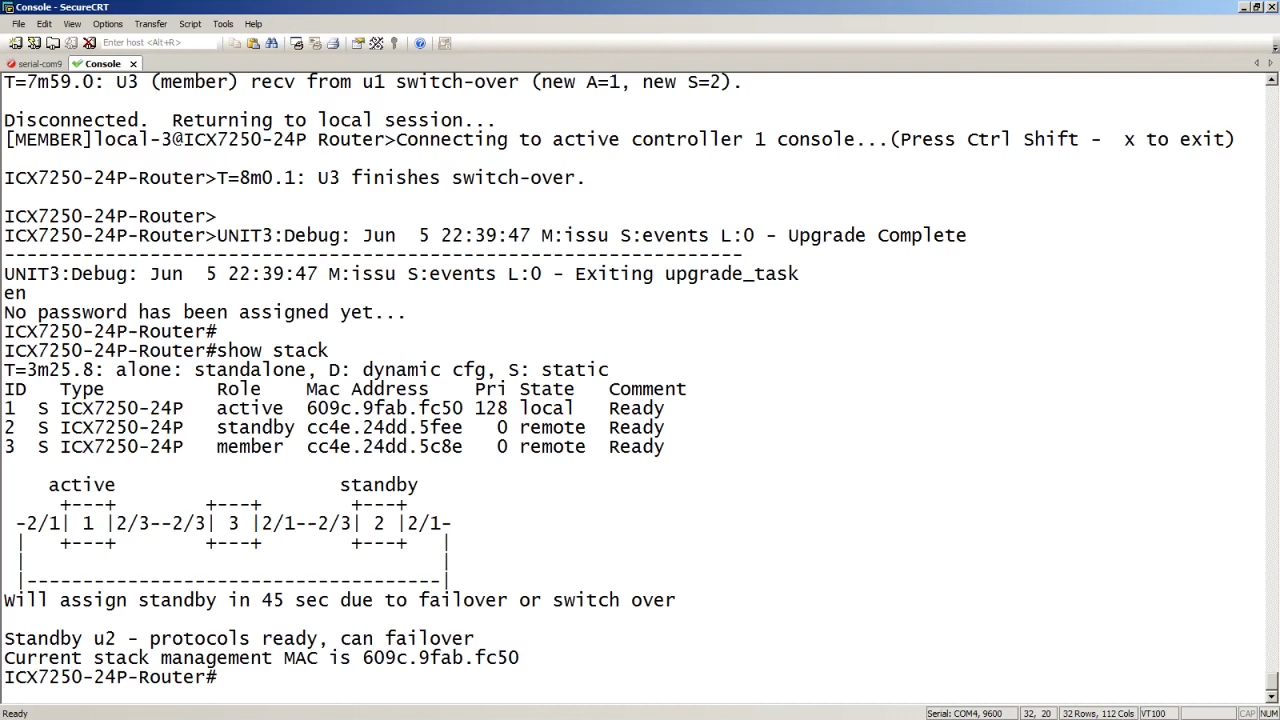 Console - SecureCRT
File Edit View Options Transfer Script Tools Help
Enter host <Alt+R>
serial-com9 Console
T=7m59.0: U3 (member) recv from u1 switch-over (new A=1, new S=2).
Disconnected.  Returning to local session...
[MEMBER]local-3@ICX7250-24P Router>Connecting to active controller 1 console...(Press Ctrl Shift -  x to exit)
ICX7250-24P-Router>T=8m0.1: U3 finishes switch-over.
ICX7250-24P-Router>
ICX7250-24P-Router>UNIT3:Debug: Jun  5 22:39:47 M:issu S:events L:0 - Upgrade Complete
------------------------------------------------------------------
UNIT3:Debug: Jun  5 22:39:47 M:issu S:events L:0 - Exiting upgrade_task
en
No password has been assigned yet...
ICX7250-24P-Router#
ICX7250-24P-Router#show stack
T=3m25.8: alone: standalone, D: dynamic cfg, S: static
ID   Type          Role      Mac Address    Pri State   Comment
1  S ICX7250-24P   active    609c.9fab.fc50 128 local   Ready
2  S ICX7250-24P   standby   cc4e.24dd.5fee   0 remote  Ready
3  S ICX7250-24P   member    cc4e.24dd.5c8e   0 remote  Ready
    active                    standby
     +---+        +---+        +---+
 -2/1| 1 |2/3--2/3| 3 |2/1--2/3| 2 |2/1-
 |   +---+        +---+        +---+   |
 |                                     |
 |-------------------------------------|
Will assign standby in 45 sec due to failover or switch over
Standby u2 - protocols ready, can failover
Current stack management MAC is 609c.9fab.fc50
ICX7250-24P-Router#
Ready Serial: COM4, 9600 32, 20 32 Rows, 112 Cols VT100 CAP NUM